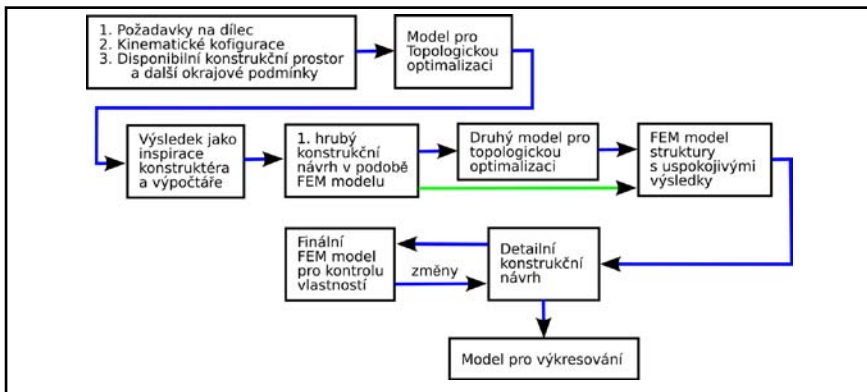 1. Požadavky na dílec
2. Kinematické kofigurace
3. Disponibilní konstrukční prostor
a další okrajové podmínky
Model pro
Topologickou
optimalizaci
Výsledek jako
inspirace
konstruktéra
a výpočtáře
1. hrubý
konstrukční
návrh v podobě
FEM modelu
Druhý model pro
topologickou
optimalizaci
FEM model
struktury
s uspokojivými
výsledky
Finální
FEM model
pro kontrolu
vlastností
změny
Detailní
konstrukční
návrh
Model pro výkresování